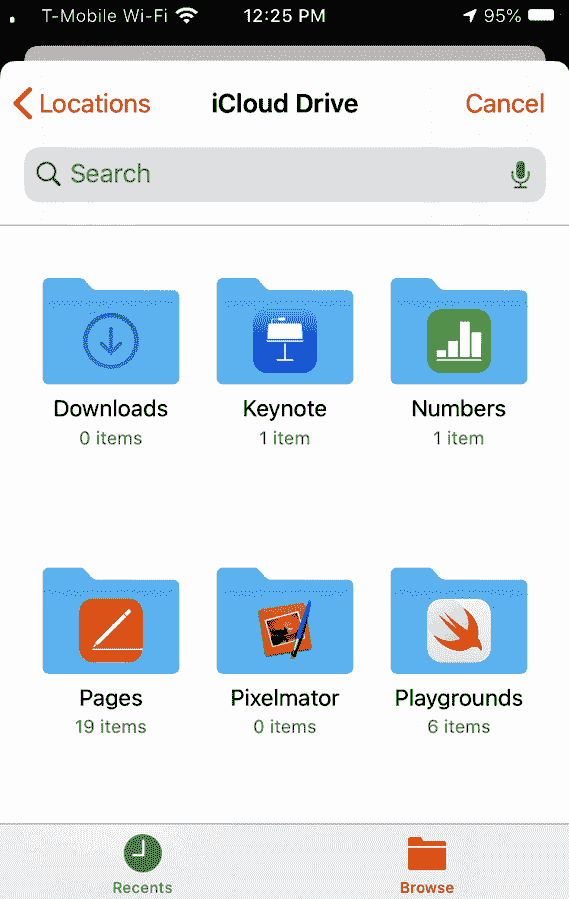 T-Mobile Wi-Fi 12:25 PM 95%
Locations iCloud Drive Cancel
Search
Downloads Keynote Numbers
0 items 1 item 1 item
Pages Pixelmator Playgrounds
19 items 0 items 6 items
Recents Browse